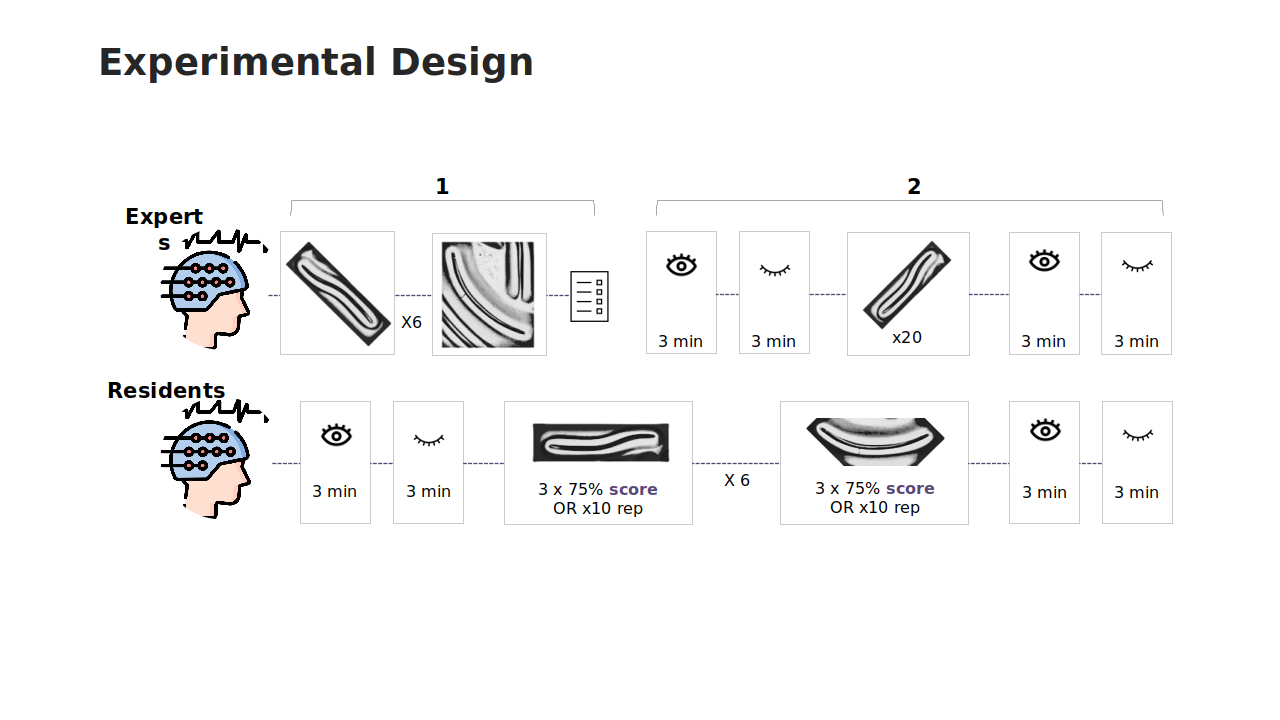 Experimental Design
1
2
Expert
s
X6
3 min
3 min
x20
3 min
3 min
Residents
3 min
3 min
3 x 75% score
OR x10 rep
X 6
3 x 75% score
OR x10 rep
3 min
3 min